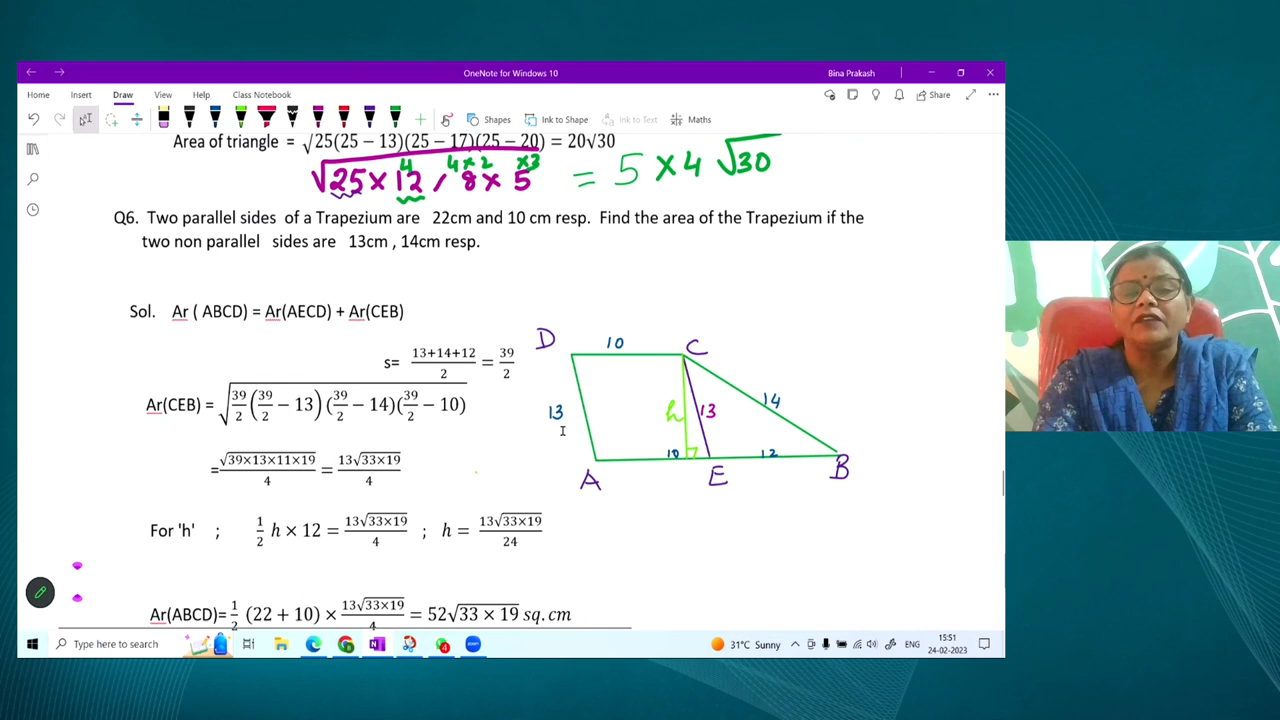 OneNote for Windows 10
Bina Prakash
Home Insert Draw View Help Class Notebook
Share
Shapes Ink to Shape Ink to Text Maths
Area of triangle = √25(25 − 13)(25 − 17)(25 − 20) = 20√30
4 4×2 ×3
√25 × 12 / 8 × 5 = 5 × 4 √30
Q6. Two parallel sides of a Trapezium are 22cm and 10 cm resp. Find the area of the Trapezium if the
two non parallel sides are 13cm , 14cm resp.
Sol. Ar ( ABCD) = Ar(AECD) + Ar(CEB)
D 10 C
s= 13+14+12/2 = 39/2
Ar(CEB) = √39/2 (39/2 − 13) (39/2 − 14)(39/2 − 10)
13 h 13 14
=√39×13×11×19/4 = 13√33×19/4
10 12
A E B
For 'h' ; 1/2 h × 12 = 13√33×19/4 ; h = 13√33×19/24
Ar(ABCD)=1/2 (22 + 10) × 13√33×19/4 = 52√33 × 19 sq.cm
Type here to search
4
31°C Sunny
ENG
15:51
24-02-2023